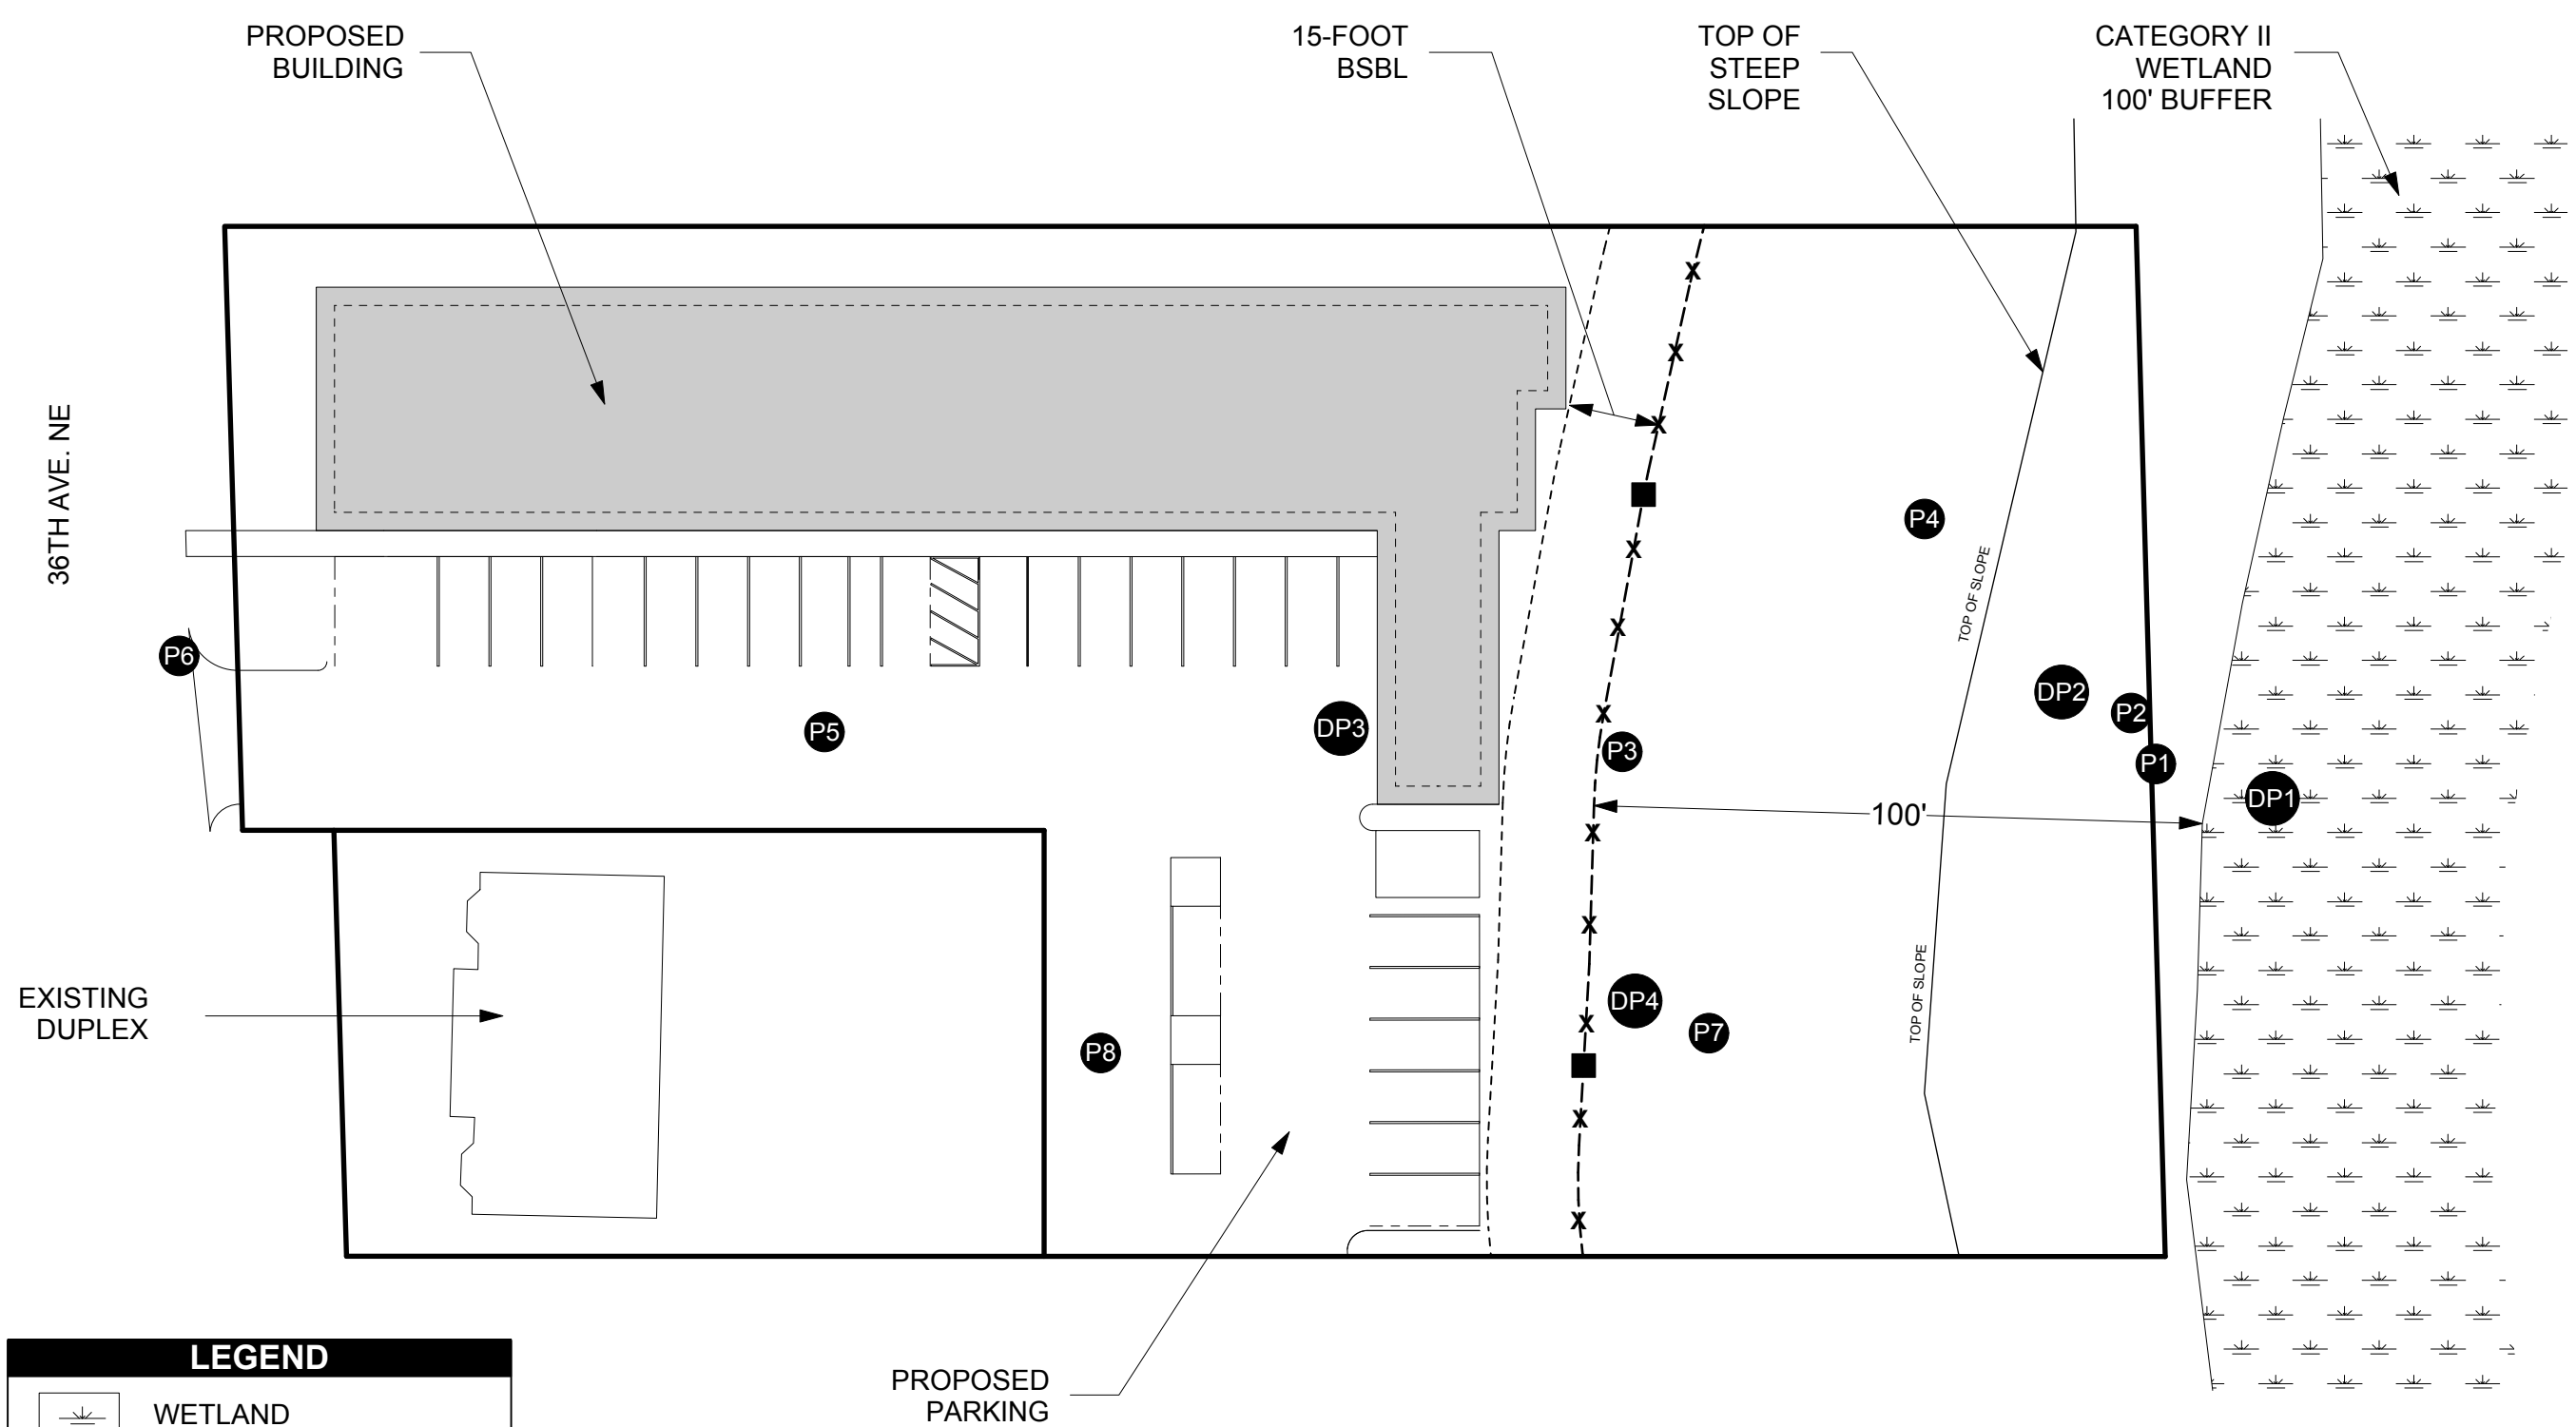 PROPOSED
BUILDING
15-FOOT
BSBL
TOP OF
STEEP
SLOPE
CATEGORY II
WETLAND
100' BUFFER
36TH AVE. NE
X
X
X
P4
X
TOP OF SLOPE
X
P6
DP2
P2
X
P5
DP3
P3
P1
DP1
100'
X
X
TOP OF SLOPE
EXISTING
DUPLEX
DP4
X
P7
P8
X
X
LEGEND
WETLAND
PROPOSED
PARKING